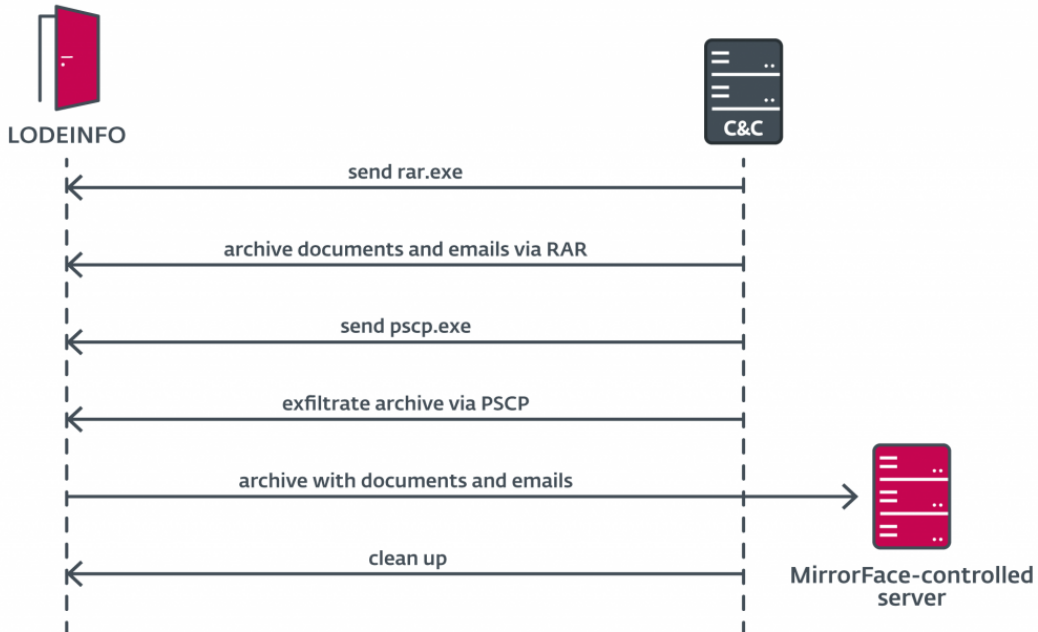 LODEINFO
C&C
send rar.exe
archive documents and emails via RAR
send pscp.exe
exfiltrate archive via PSCP
archive with documents and emails
clean up
MirrorFace-controlled
server